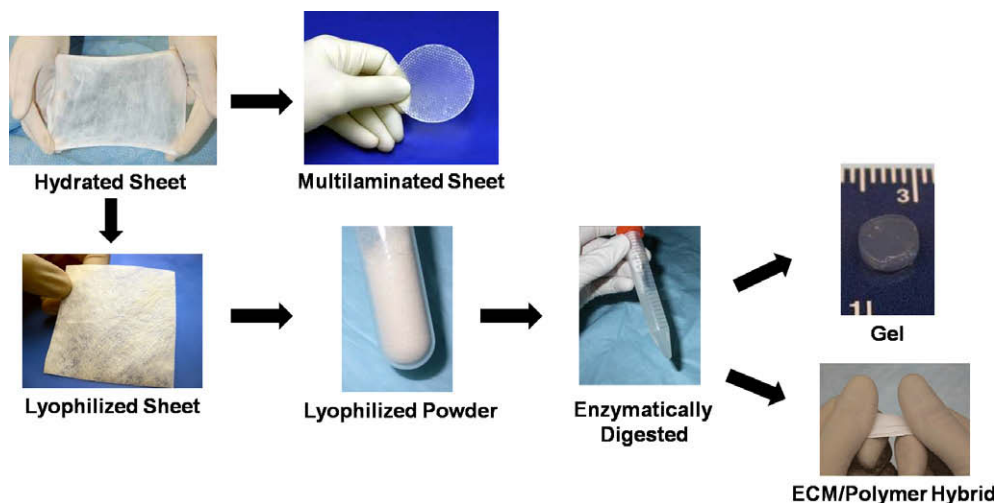 Hydrated Sheet
Multilaminated Sheet
Lyophilized Sheet
Lyophilized Powder
Enzymatically
Digested
3
1
Gel
ECM/Polymer Hybrid